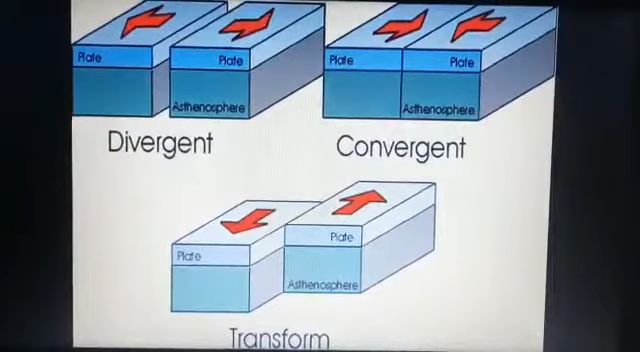 Plate
Plate
Asthenosphere
Divergent
Plate
Plate
Asthenosphere
Convergent
Plate
Plate
Asthenosphere
Transform